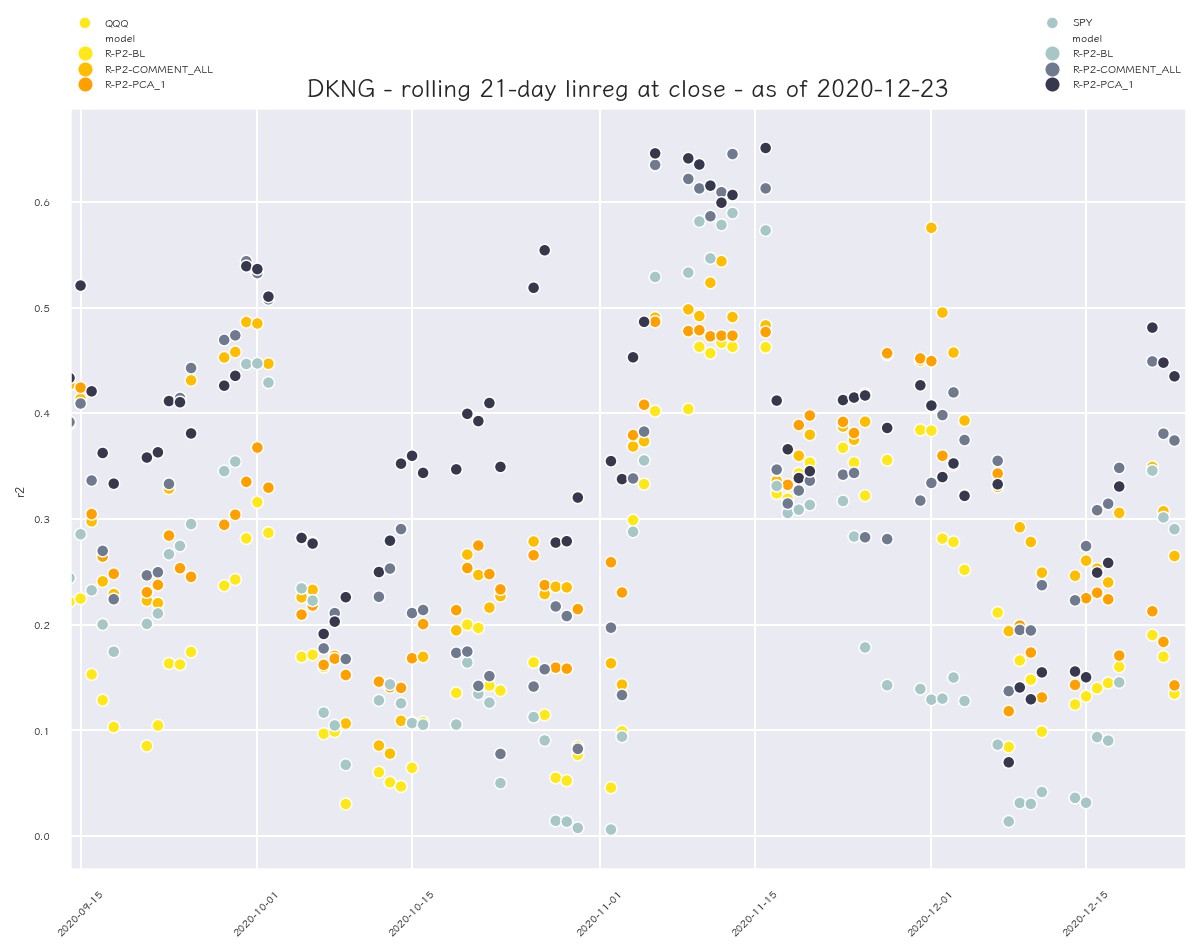 QQQ
model
R-P2-BL
R-P2-COMMENT_ALL
R-P2-PCA_1
SPY
model
R-P2-BL
R-P2-COMMENT_ALL
R-P2-PCA_1
DKNG - rolling 21-day linreg at close - as of 2020-12-23
r2
0.6
0.5
0.4
0.3
0.2
0.1
0.0
2020-09-15
2020-10-01
2020-10-15
2020-11-01
2020-11-15
2020-12-01
2020-12-15